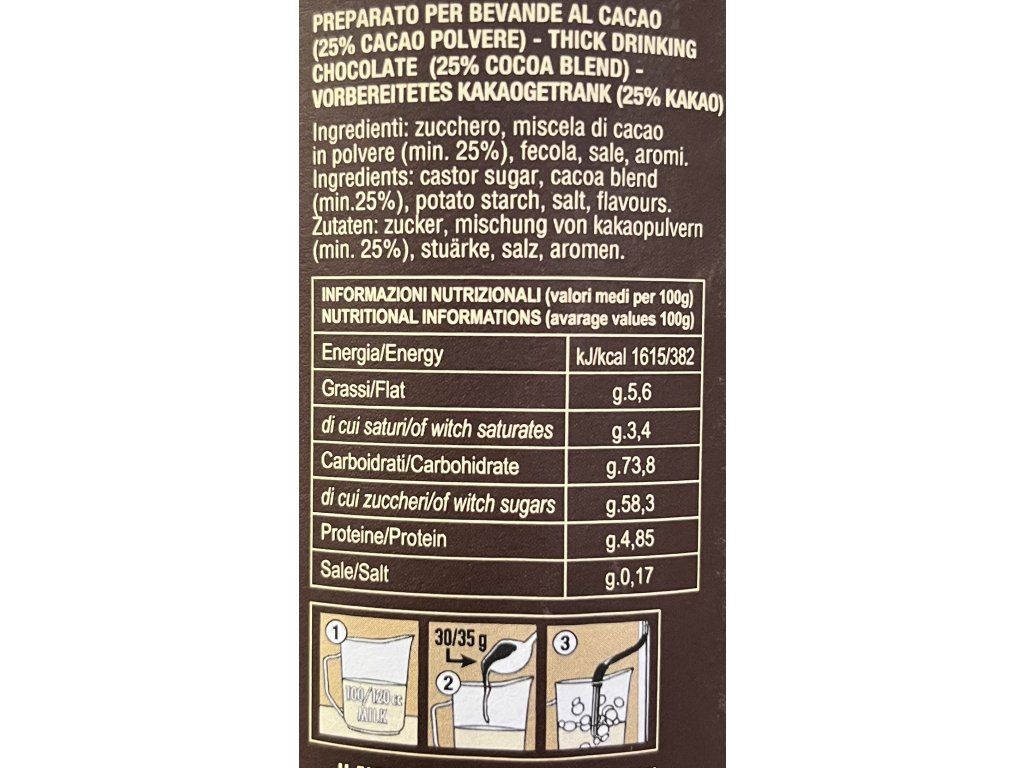 PREPARATO PER BEVANDE AL CACAO
(25% CACAO POLVERE) - THICK DRINKING
CHOCOLATE (25% COCOA BLEND) -
VORBEREITETES KAKAOGETRANK (25% KAKAO)
Ingredienti: zucchero, miscela di cacao
in polvere (min. 25%), fecola, sale, aromi.
Ingredients: castor sugar, cacoa blend
(min.25%), potato starch, salt, flavours.
Zutaten: zucker, mischung von kakaopulvern
(min. 25%), stuärke, salz, aromen.
INFORMAZIONI NUTRIZIONALI (valori medi per 100g)
NUTRITIONAL INFORMATIONS (avarage values 100g)
Energia/Energy kJ/kcal 1615/382
Grassi/Flat g.5,6
di cui saturi/of witch saturates g.3,4
Carboidrati/Carbohidrate g.73,8
di cui zuccheri/of witch sugars g.58,3
Proteine/Protein g.4,85
Sale/Salt g.0,17
1
100/120 cc
MILK
30/35 g
2
3